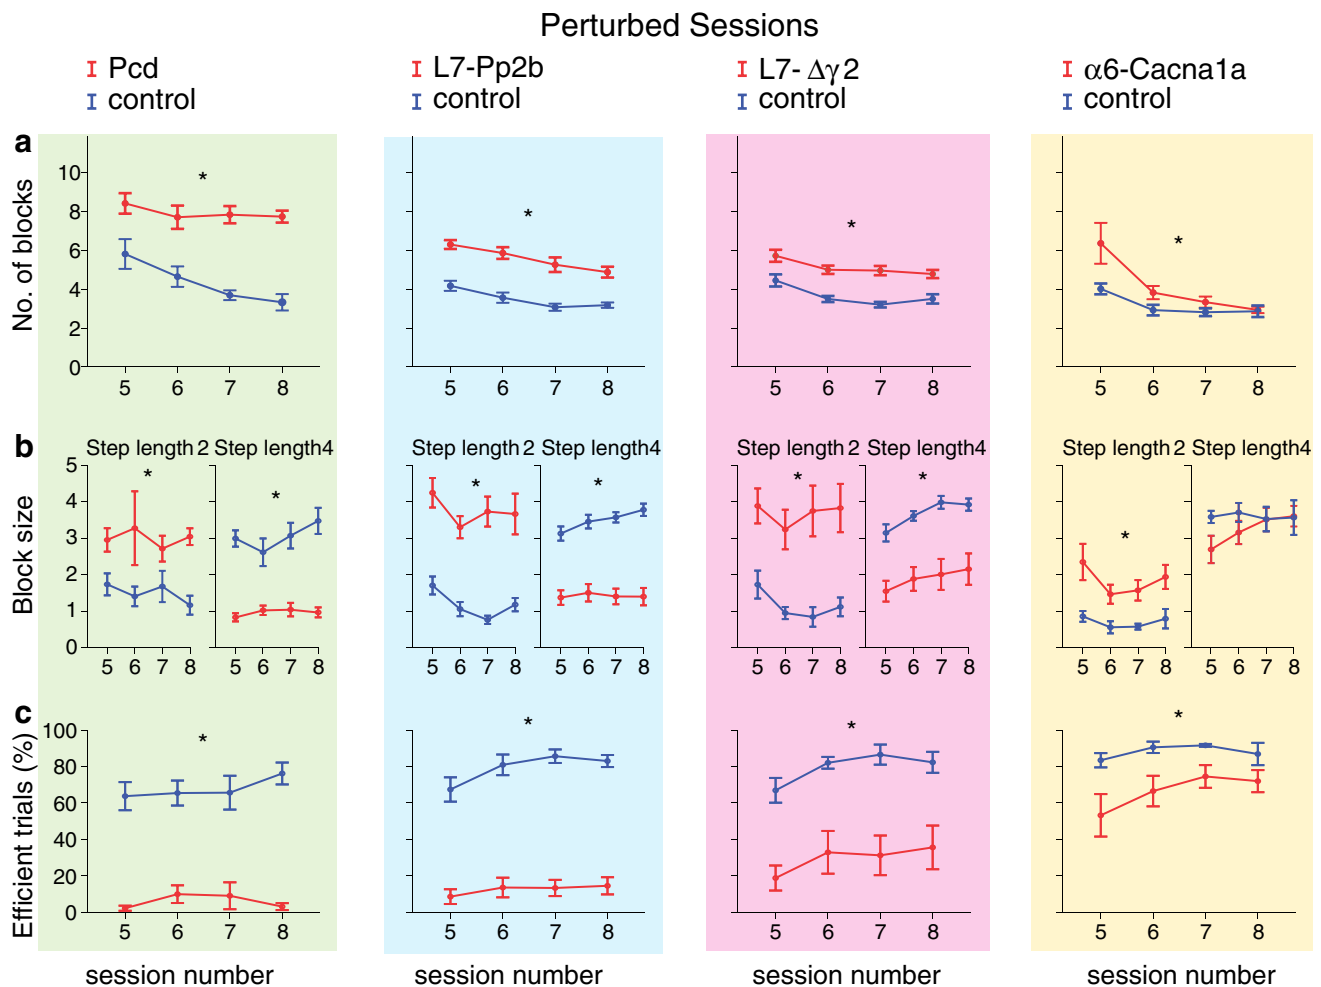 Perturbed Sessions
Pcd
control
L7-Pp2b
control
L7- Δγ 2
control
α6-Cacna1a
control
a
No. of blocks
10
8
6
4
2
0
*
5 6 7 8
*
5 6 7 8
*
5 6 7 8
*
5 6 7 8
b
Block size
Step length 2 Step length4
5
4
3
2
1
0
* *
5 6 7 8 5 6 7 8
Step length 2 Step length4
* *
5 6 7 8 5 6 7 8
Step length 2 Step length4
* *
5 6 7 8 5 6 7 8
Step length 2 Step length4
*
5 6 7 8 5 6 7 8
c
Efficient trials (%)
100
80
60
40
20
0
*
5 6 7 8
*
5 6 7 8
*
5 6 7 8
*
5 6 7 8
session number session number session number session number